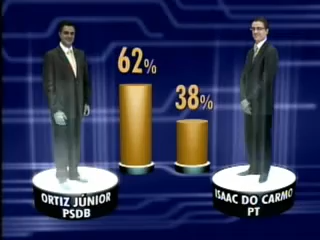 62%
38%
ORTIZ JÚNIOR
PSDB
ISAAC DO CARMO
PT